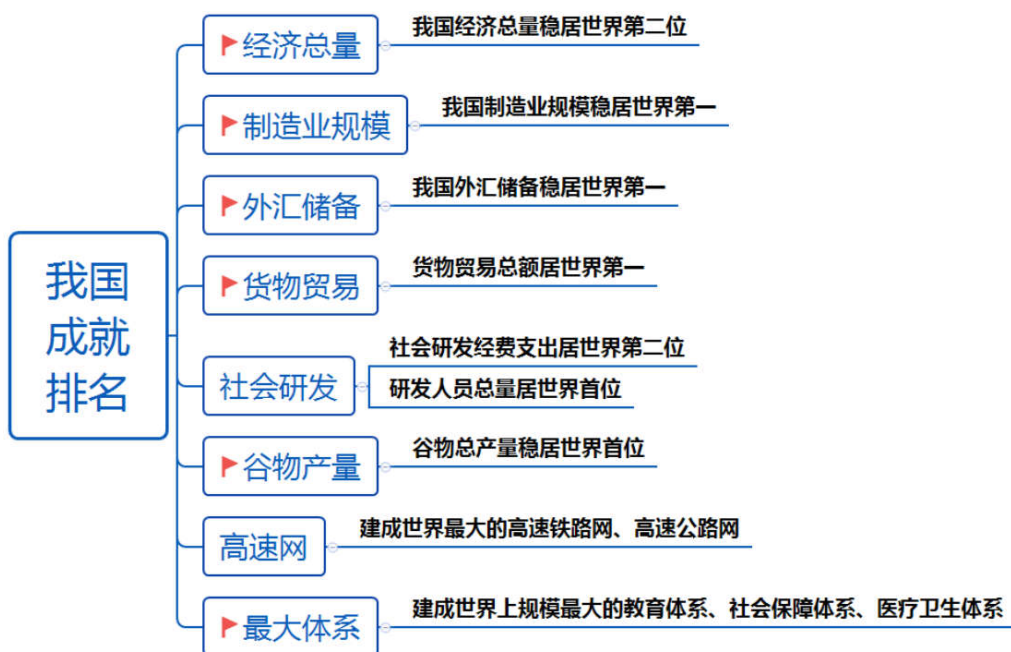 我国
成就
排名
经济总量
我国经济总量稳居世界第二位
制造业规模
我国制造业规模稳居世界第一
外汇储备
我国外汇储备稳居世界第一
货物贸易
货物贸易总额居世界第一
社会研发
社会研发经费支出居世界第二位
研发人员总量居世界首位
谷物产量
谷物总产量稳居世界首位
高速网
建成世界最大的高速铁路网、高速公路网
最大体系
建成世界上规模最大的教育体系、社会保障体系、医疗卫生体系